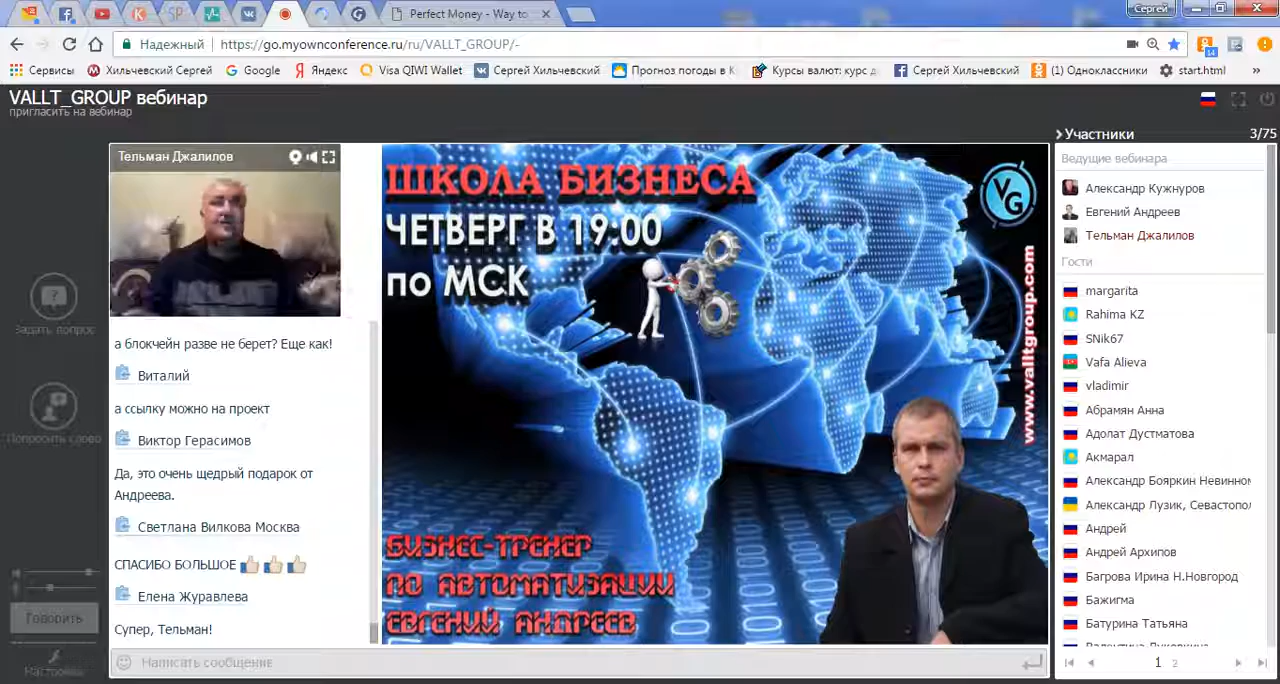 Сергей
Perfect Money - Way to
Надежный
https://go.myownconference.ru/ru/VALLT_GROUP/-
14
Сервисы
Хильчевский Сергей
Google
Яндекс
Visa QIWI Wallet
Сергей Хильчевский
Прогноз погоды в К
Курсы валют: курс д
Сергей Хильчевский
(1) Одноклассники
start.html
»
VALLT_GROUP вебинар
пригласить на вебинар
Задать вопрос
Попросить слово
Говорить
Настройки
Тельман Джалилов
а блокчейн разве не берет? Еще как!
Виталий
а ссылку можно на проект
Виктор Герасимов
Да, это очень щедрый подарок от
Андреева.
Светлана Вилкова Москва
СПАСИБО БОЛЬШОЕ
Елена Журавлева
Супер, Тельман!
Написать сообщение
ШКОЛА БИЗНЕСА
ЧЕТВЕРГ В 19:00
по МСК
VG
www.valltgroup.com
БИЗНЕС-ТРЕНЕР
ПО АВТОМАТИЗАЦИИ
ЕВГЕНИЙ АНДРЕЕВ
Участники
3/75
Ведущие вебинара
Александр Кужнуров
Евгений Андреев
Тельман Джалилов
Гости
margarita
Rahima KZ
SNik67
Vafa Alieva
vladimir
Абрамян Анна
Адолат Дустматова
Акмарал
Александр Бояркин Невинном
Александр Лузик, Севастопо
Андрей
Андрей Архипов
Багрова Ирина Н.Новгород
Бажигма
Батурина Татьяна
1 2